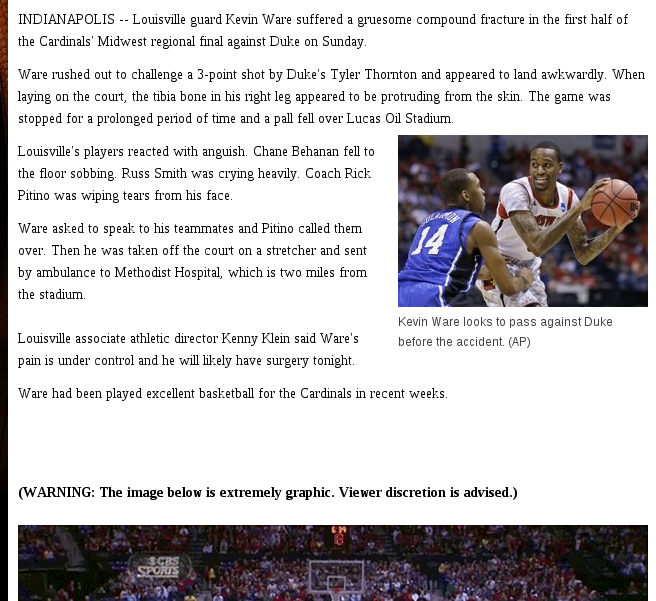 INDIANAPOLIS -- Louisville guard Kevin Ware suffered a gruesome compound fracture in the first half of
the Cardinals' Midwest regional final against Duke on Sunday.
Ware rushed out to challenge a 3-point shot by Duke's Tyler Thornton and appeared to land awkwardly. When
laying on the court, the tibia bone in his right leg appeared to be protruding from the skin. The game was
stopped for a prolonged period of time and a pall fell over Lucas Oil Stadium.
Louisville's players reacted with anguish. Chane Behanan fell to
the floor sobbing. Russ Smith was crying heavily. Coach Rick
Pitino was wiping tears from his face.
Ware asked to speak to his teammates and Pitino called them
over. Then he was taken off the court on a stretcher and sent
by ambulance to Methodist Hospital, which is two miles from
the stadium.
14
Kevin Ware looks to pass against Duke
before the accident. (AP)
Louisville associate athletic director Kenny Klein said Ware's
pain is under control and he will likely have surgery tonight.
Ware had been played excellent basketball for the Cardinals in recent weeks.
(WARNING: The image below is extremely graphic. Viewer discretion is advised.)
CBS
SPORTS